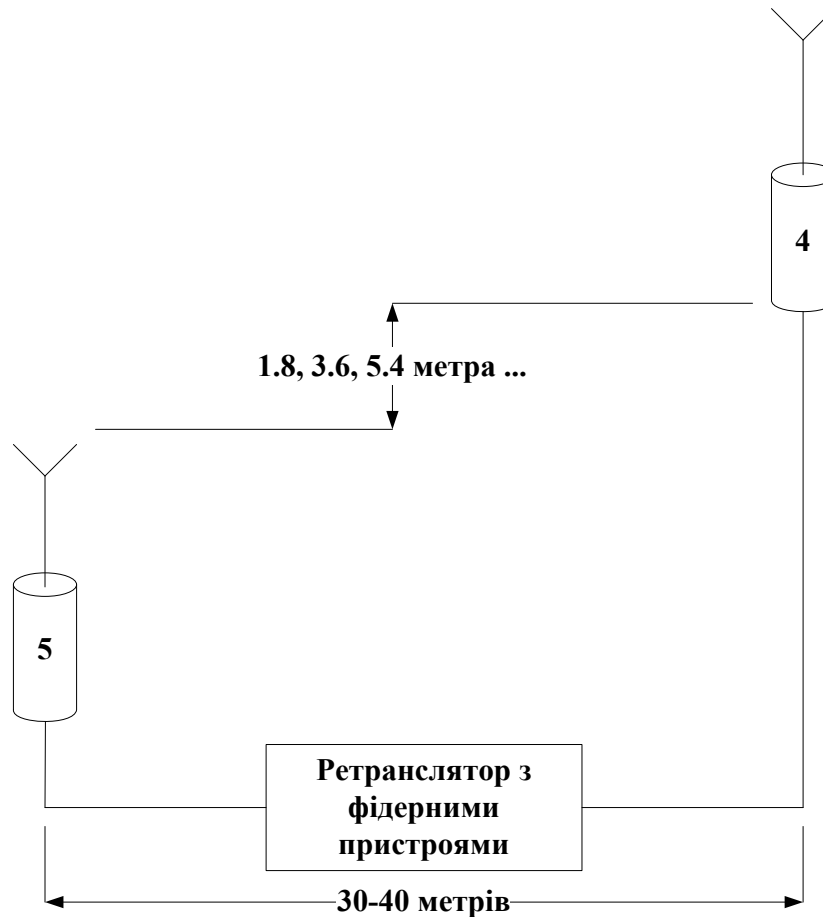 4
1.8, 3.6, 5.4 метра ...
5
Ретранслятор з
фідерними
пристроями
30-40 метрів